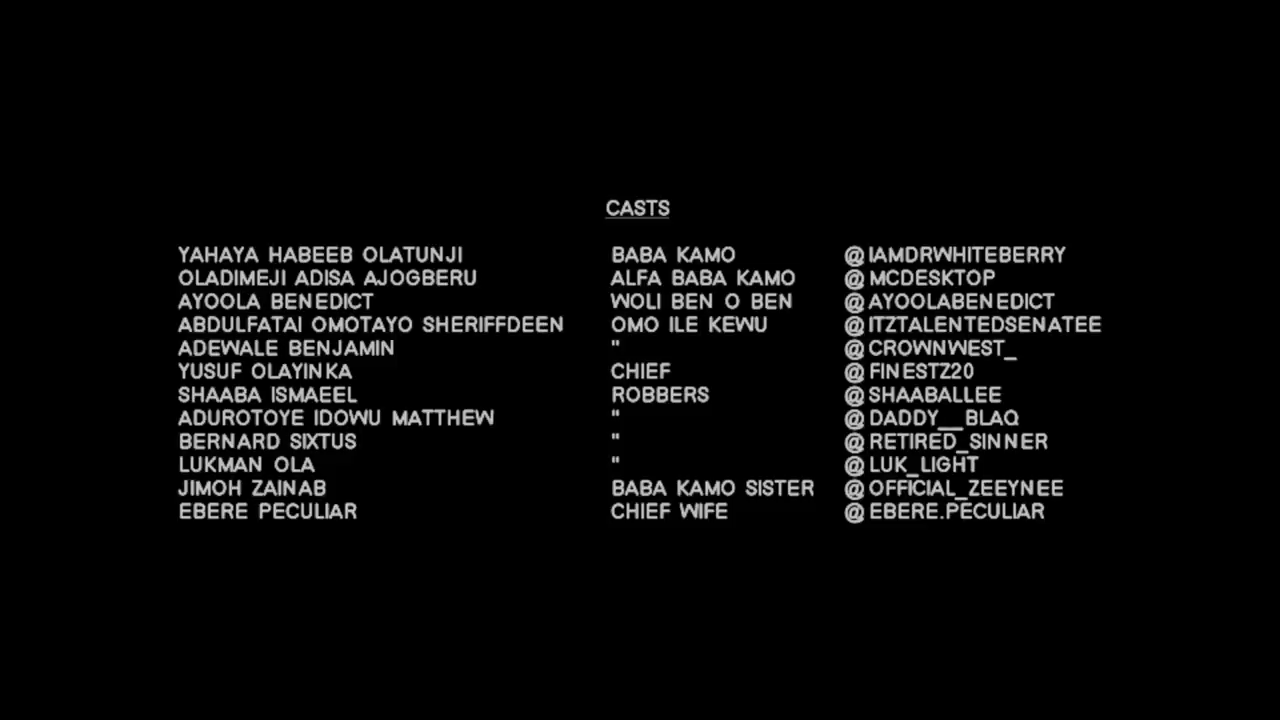 CASTS
YAHAYA HABEEB OLATUNJI BABA KAMO @IAMDRWHITEBERRY
OLADIMEJI ADISA AJOGBERU ALFA BABA KAMO @MCDESKTOP
AYOOLA BENEDICT WOLI BEN O BEN @AYOOLABENEDICT
ABDULFATAI OMOTAYO SHERIFFDEEN OMO ILE KEWU @ITZTALENTEDSENATEE
ADEWALE BENJAMIN " @CROWNWEST_
YUSUF OLAYINKA CHIEF @FINESTZ20
SHAABA ISMAEEL ROBBERS @SHAABALLEE
ADUROTOYE IDOWU MATTHEW " @DADDY__BLAQ
BERNARD SIXTUS " @RETIRED_SINNER
LUKMAN OLA " @LUK_LIGHT
JIMOH ZAINAB BABA KAMO SISTER @OFFICIAL_ZEEYNEE
EBERE PECULIAR CHIEF WIFE @EBERE.PECULIAR